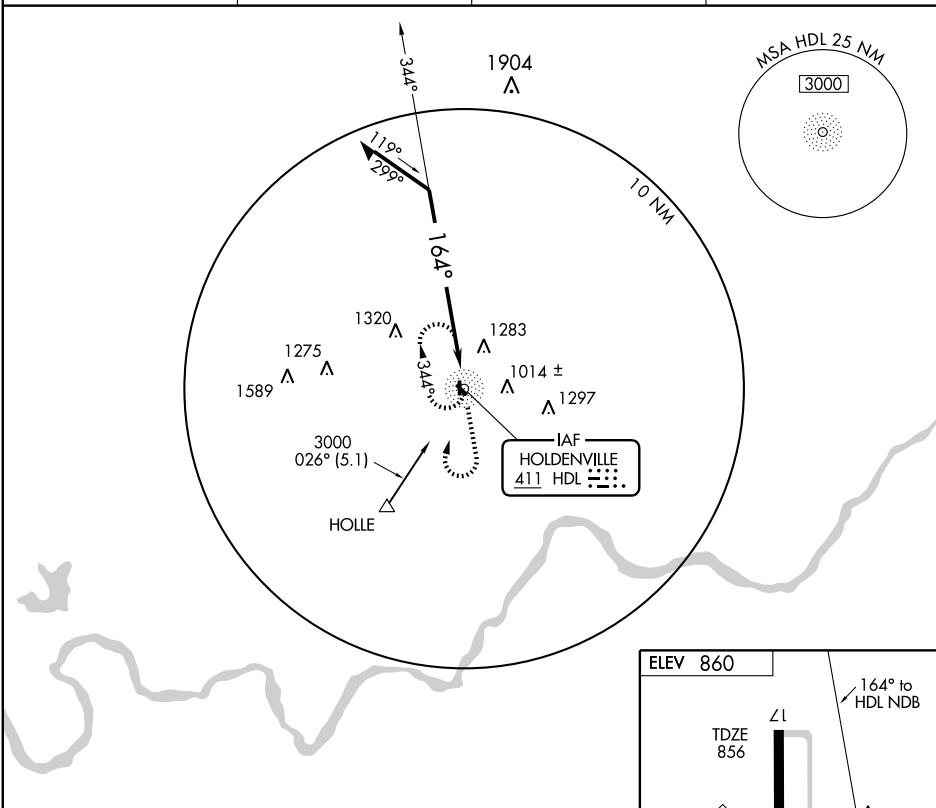 MSA HDL 25 NM
3000
344°
1904
119°
299°
10 NM
164°
1320
1283
1275
1589
344°
1014 ±
1297
3000
026° (5.1)
HOLLE
IAF
HOLDENVILLE
411 HDL
ELEV 860
164° to
HDL NDB
17
TDZE
856